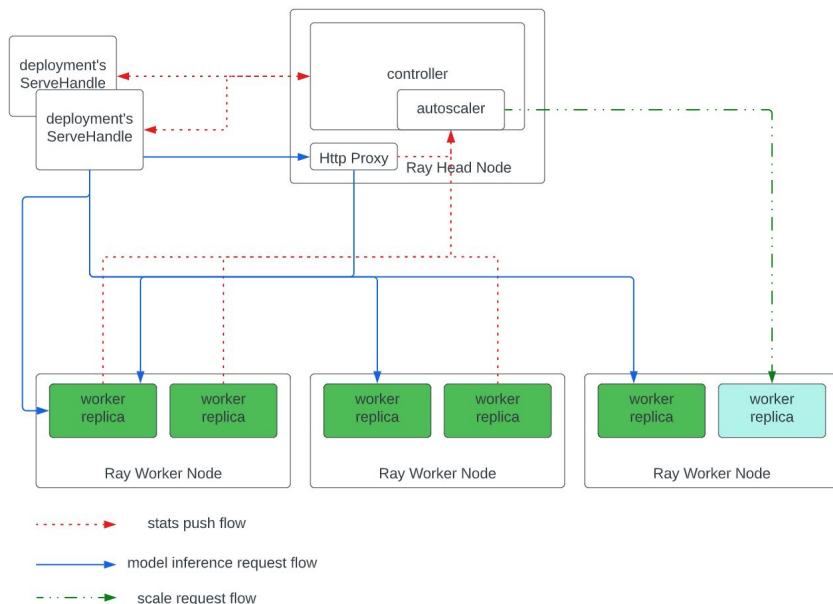 deployment's
ServeHandle
deployment's
ServeHandle
controller
autoscaler
Http Proxy
Ray Head Node
worker
replica
worker
replica
Ray Worker Node
worker
replica
worker
replica
Ray Worker Node
worker
replica
worker
replica
Ray Worker Node
stats push flow
model inference request flow
scale request flow